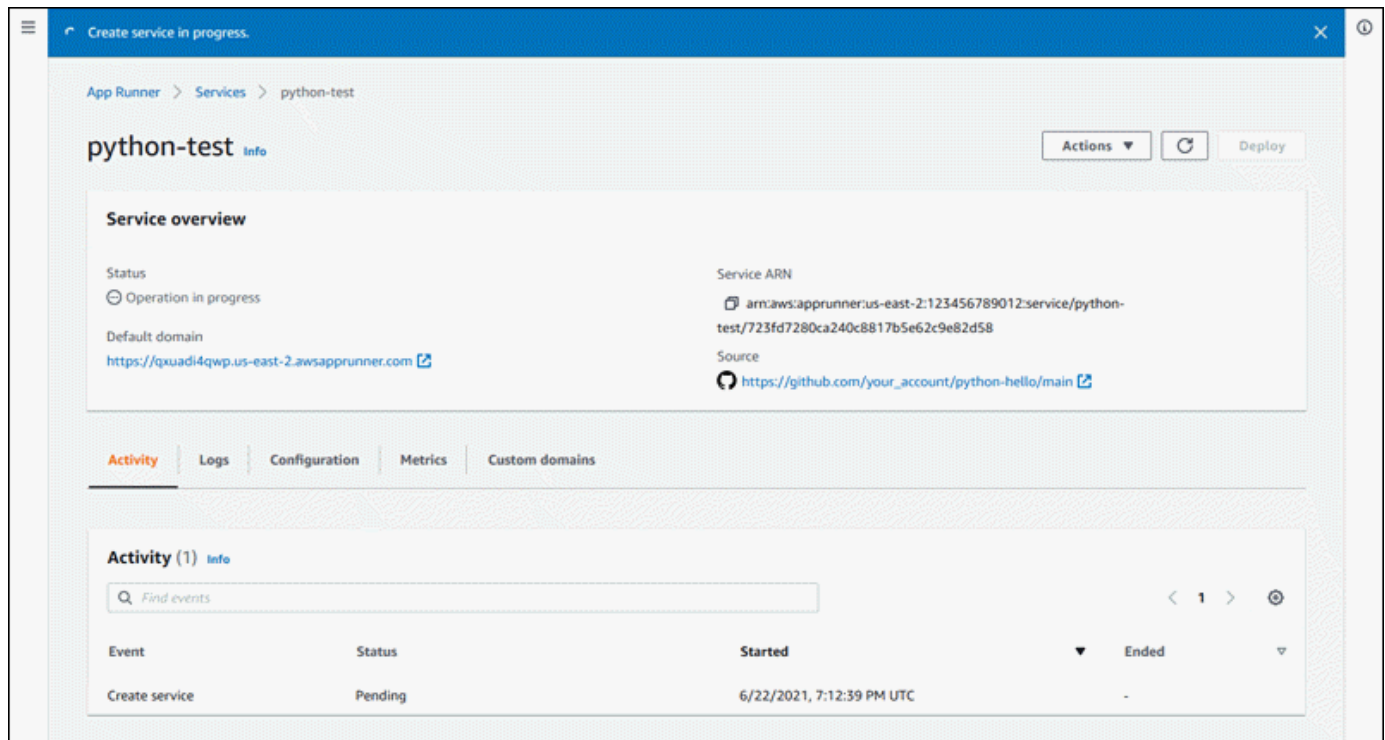 Create service in progress.
App Runner > Services > python-test
python-test Info
Actions
Deploy
Service overview
Status
Operation in progress
Default domain
https://qxuadi4qwp.us-east-2.awsapprunner.com
Service ARN
arn:aws:apprunner:us-east-2:123456789012:service/python-
test/723fd7280ca240c8817b5e62c9e82d58
Source
https://github.com/your_account/python-hello/main
Activity Logs Configuration Metrics Custom domains
Activity (1) Info
Find events
< 1 >
Event Status Started Ended
Create service Pending 6/22/2021, 7:12:39 PM UTC -